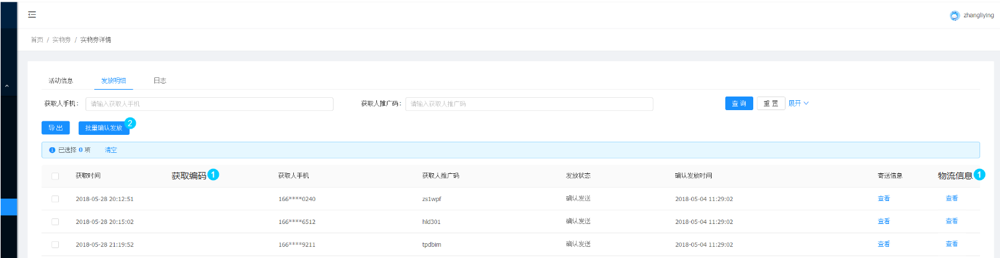 zhangliying
首页 / 实物券 / 实物券详情
活动信息 发放明细 日志
获取人手机： 请输入获取人手机 获取人推广码： 请输入获取人推广码 查 询 重 置 展开
导 出 批量确认发放 2
已选择 0 项 清空
获取时间 获取编码 1 获取人手机 获取人推广码 发放状态 确认发放时间 寄送信息 物流信息 1
2018-05-28 20:12:51 166****0240 zs1wpf 确认发送 2018-05-04 11:29:02 查看 查看
2018-05-28 20:15:02 166****6512 hld301 确认发送 2018-05-04 11:29:02 查看 查看
2018-05-28 21:19:52 166****9211 tpdbim 确认发送 2018-05-04 11:29:02 查看 查看